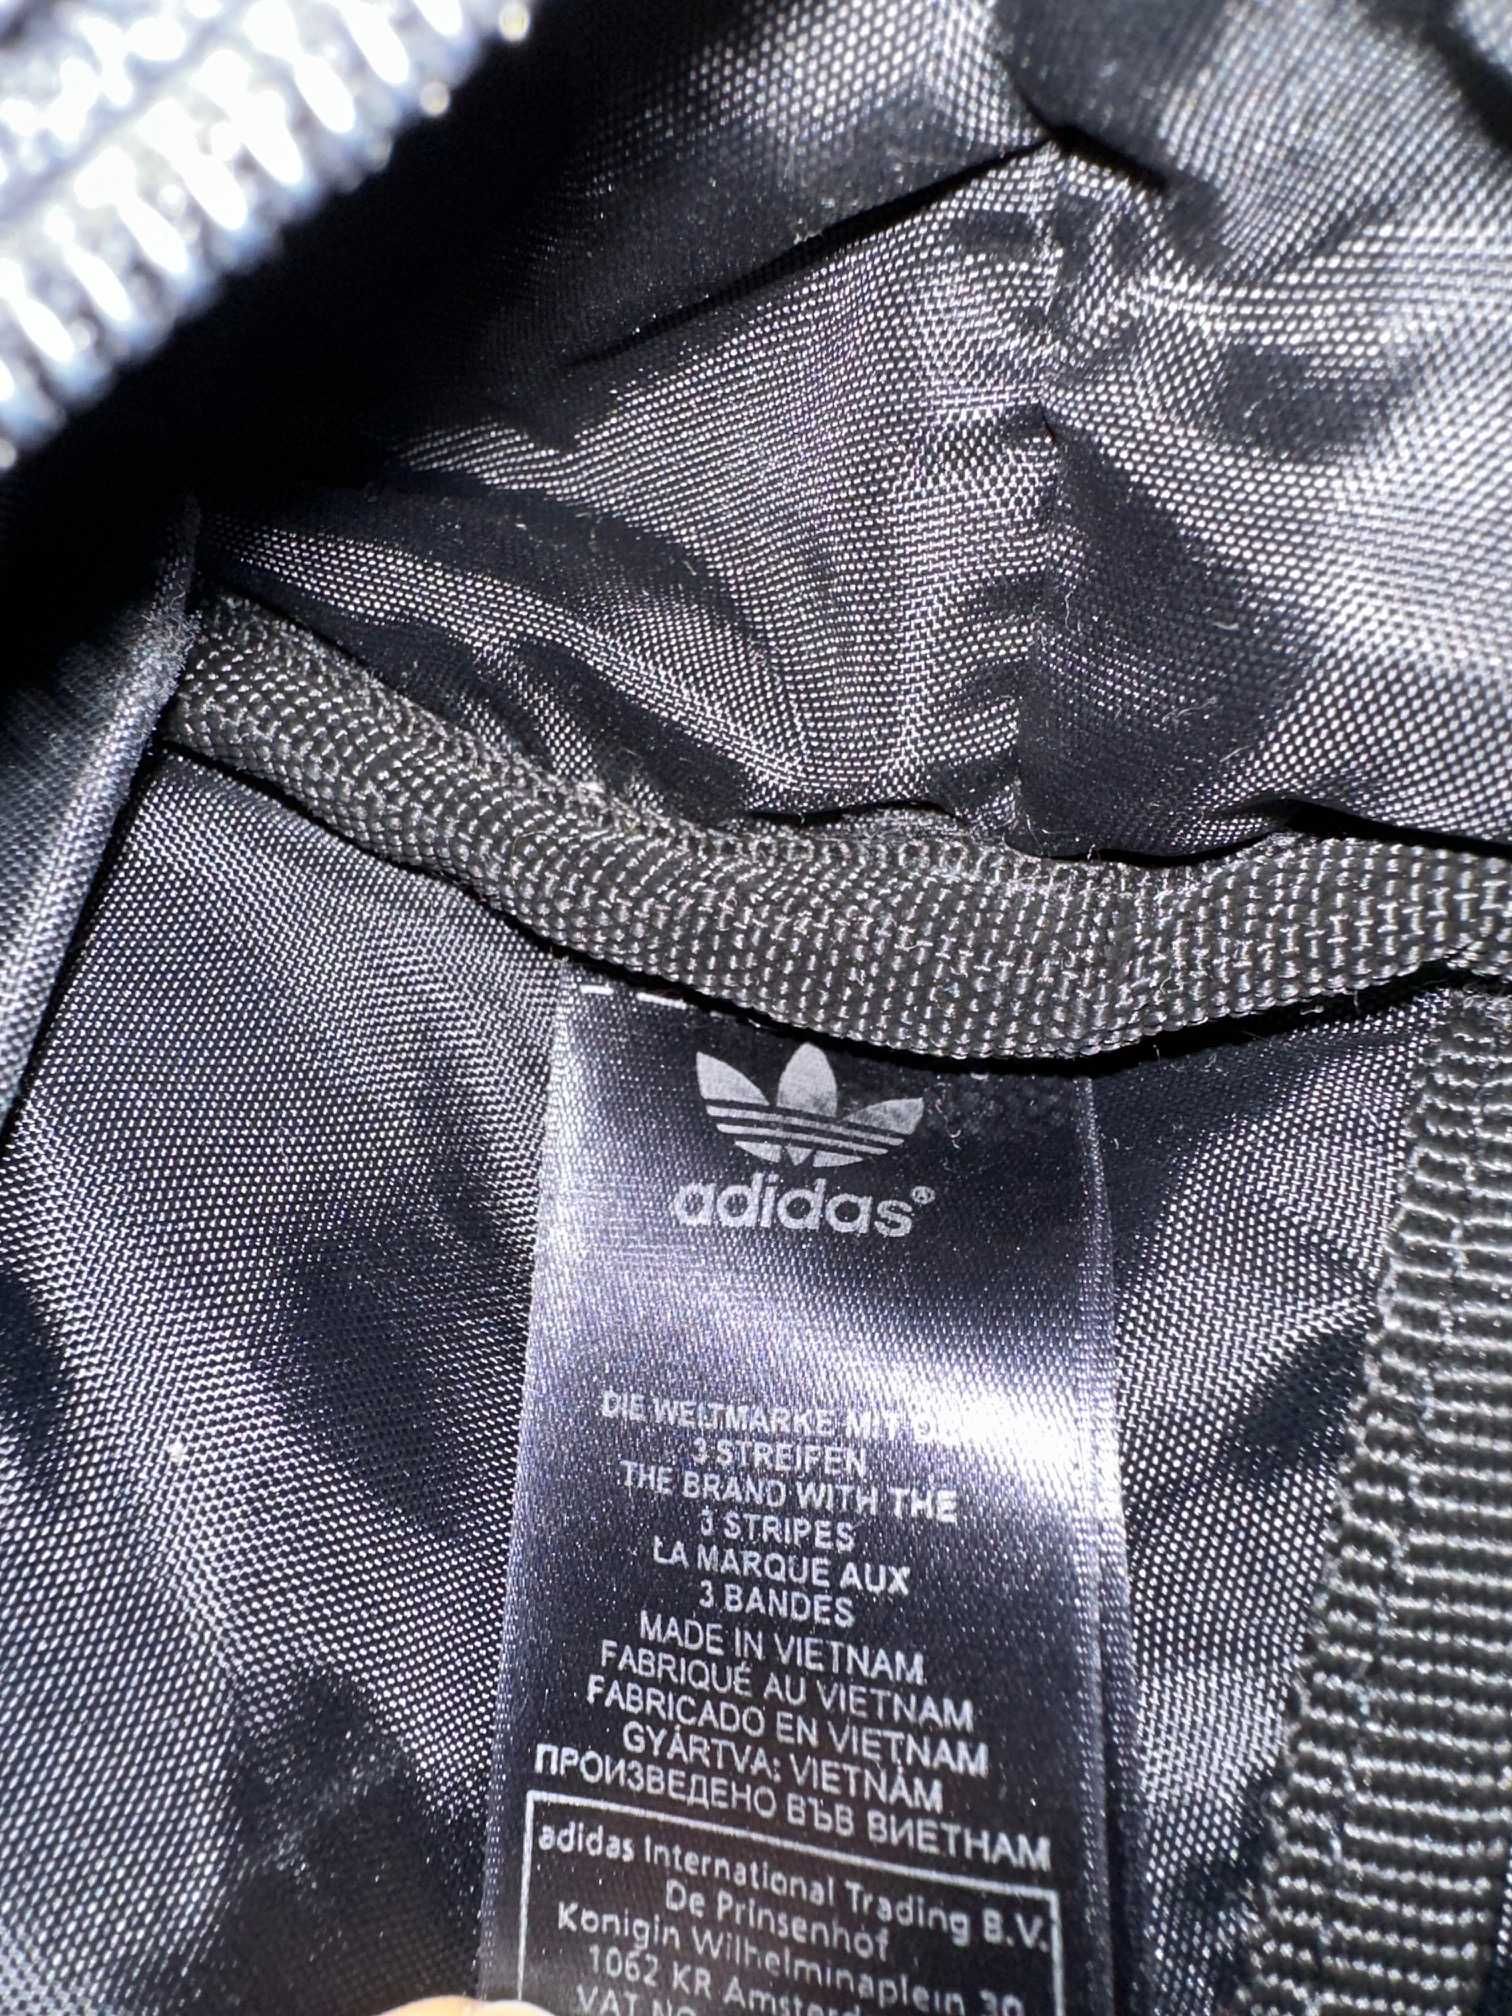 adidas®
DIE WELTMARKE MIT
3 STREIFEN
THE BRAND WITH THE
3 STRIPES
LA MARQUE AUX
3 BANDES
MADE IN VIETNAM
FABRIQUÉ AU VIETNAM
FABRICADO EN VIETNAM
GYÁRTVA: VIETNÁM
ПРОИЗВЕДЕНО ВЪВ ВИЕТНАМ
adidas International Trading B.V.
De Prinsenhof
Konigin Wilhelminaplein 30
1062 KR
VAT